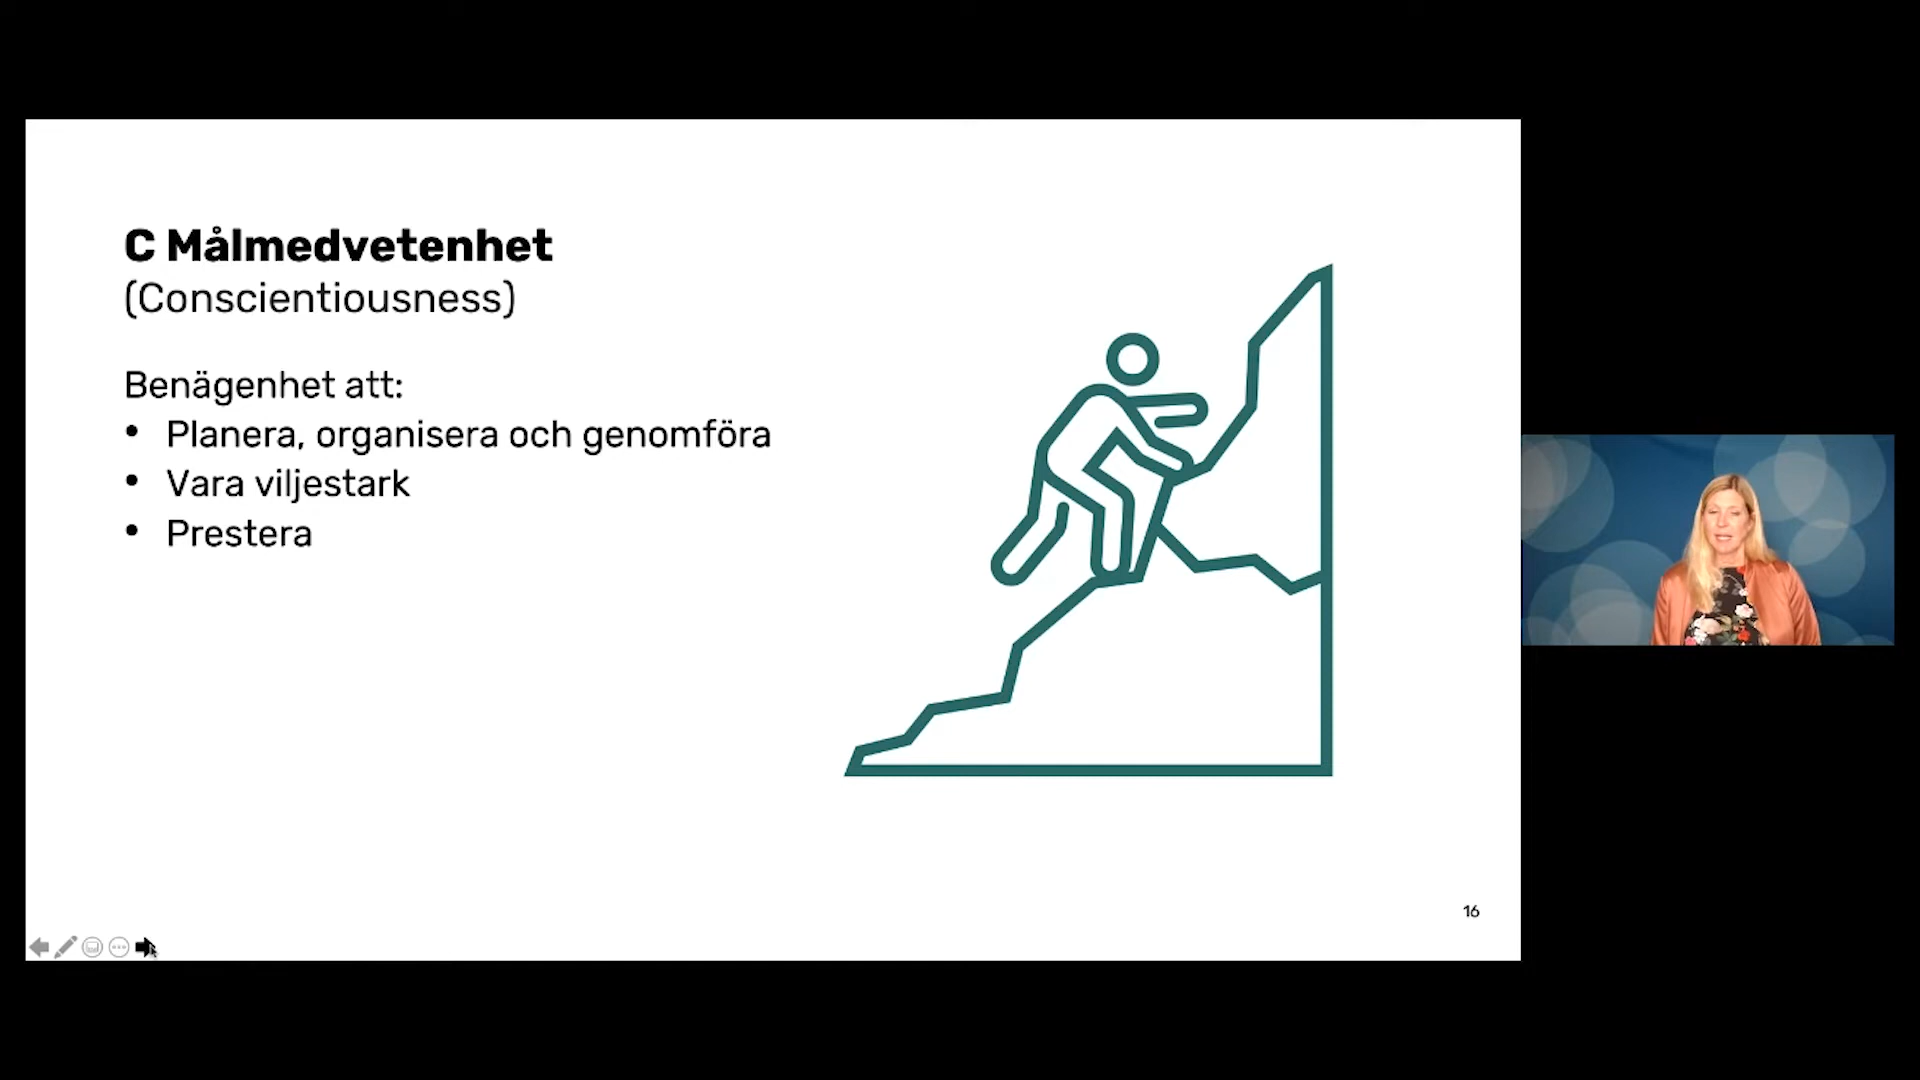 C Målmedvetenhet
(Conscientiousness)
Benägenhet att:
• Planera, organisera och genomföra
• Vara viljestark
• Prestera
16